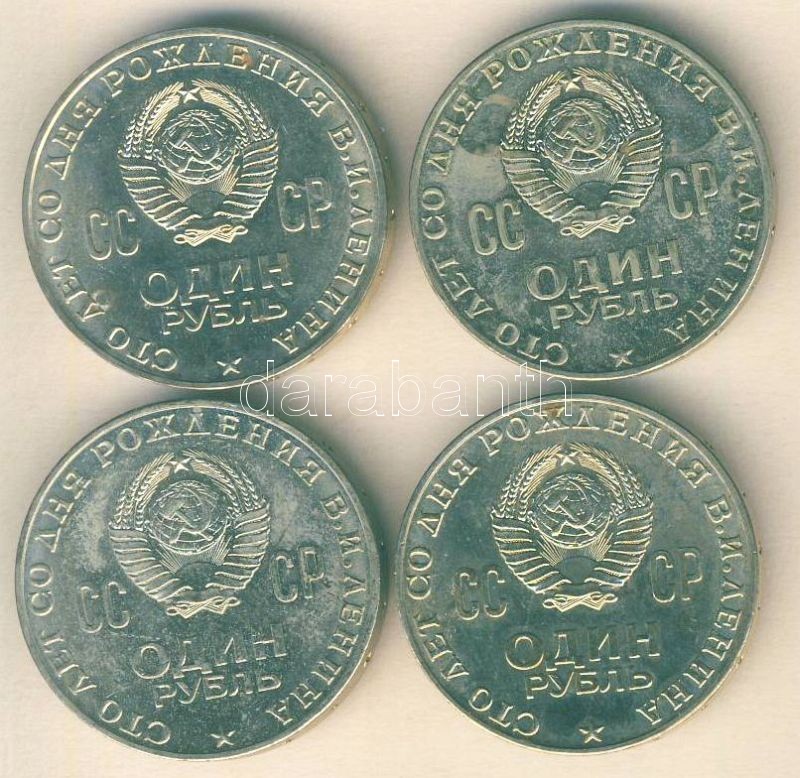 СТО ЛЕТ СО ДНЯ РОЖДЕНИЯ В.И.ЛЕНИНА
СС СР
ОДИН
РУБЛЬ
СТО ЛЕТ СО ДНЯ РОЖДЕНИЯ В.И.ЛЕНИНА
СС СР
ОДИН
РУБЛЬ
darabanth
СТО ЛЕТ СО ДНЯ РОЖДЕНИЯ В.И.ЛЕНИНА
СС СР
ОДИН
РУБЛЬ
СТО ЛЕТ СО ДНЯ РОЖДЕНИЯ В.И.ЛЕНИНА
СС СР
ОДИН
РУБЛЬ